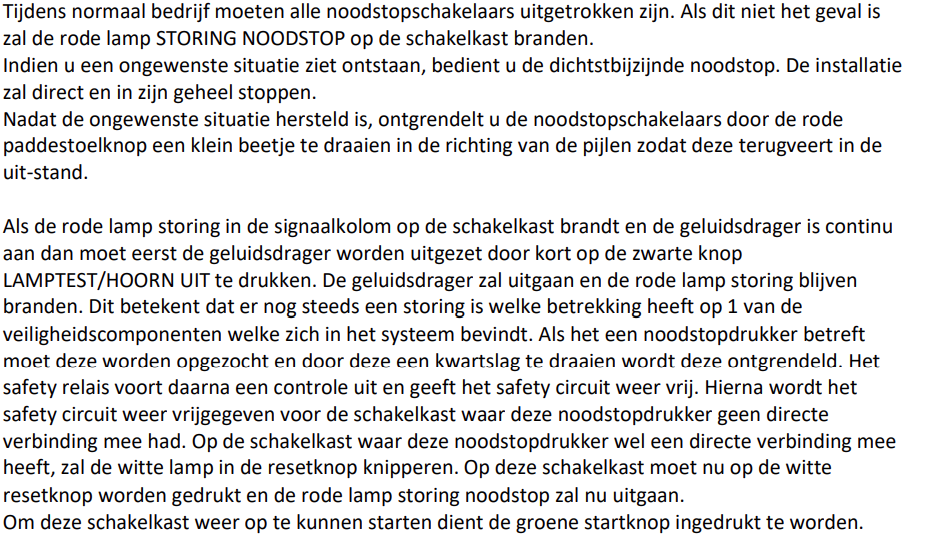 Tijdens normaal bedrijf moeten alle noodstopschakelaars uitgetrokken zijn. Als dit niet het geval is
zal de rode lamp STORING NOODSTOP op de schakelkast branden.
Indien u een ongewenste situatie ziet ontstaan, bedient u de dichtstbijzijnde noodstop. De installatie
zal direct en in zijn geheel stoppen.
Nadat de ongewenste situatie hersteld is, ontgrendelt u de noodstopschakelaars door de rode
paddestoelknop een klein beetje te draaien in de richting van de pijlen zodat deze terugveert in de
uit-stand.
Als de rode lamp storing in de signaalkolom op de schakelkast brandt en de geluidsdrager is continu
aan dan moet eerst de geluidsdrager worden uitgezet door kort op de zwarte knop
LAMPTEST/HOORN UIT te drukken. De geluidsdrager zal uitgaan en de rode lamp storing blijven
branden. Dit betekent dat er nog steeds een storing is welke betrekking heeft op 1 van de
veiligheidscomponenten welke zich in het systeem bevindt. Als het een noodstopdrukker betreft
moet deze worden opgezocht en door deze een kwartslag te draaien wordt deze ontgrendeld. Het
safety relais voort daarna een controle uit en geeft het safety circuit weer vrij. Hierna wordt het
safety circuit weer vrijgegeven voor de schakelkast waar deze noodstopdrukker geen directe
verbinding mee had. Op de schakelkast waar deze noodstopdrukker wel een directe verbinding mee
heeft, zal de witte lamp in de resetknop knipperen. Op deze schakelkast moet nu op de witte
resetknop worden gedrukt en de rode lamp storing noodstop zal nu uitgaan.
Om deze schakelkast weer op te kunnen starten dient de groene startknop ingedrukt te worden.